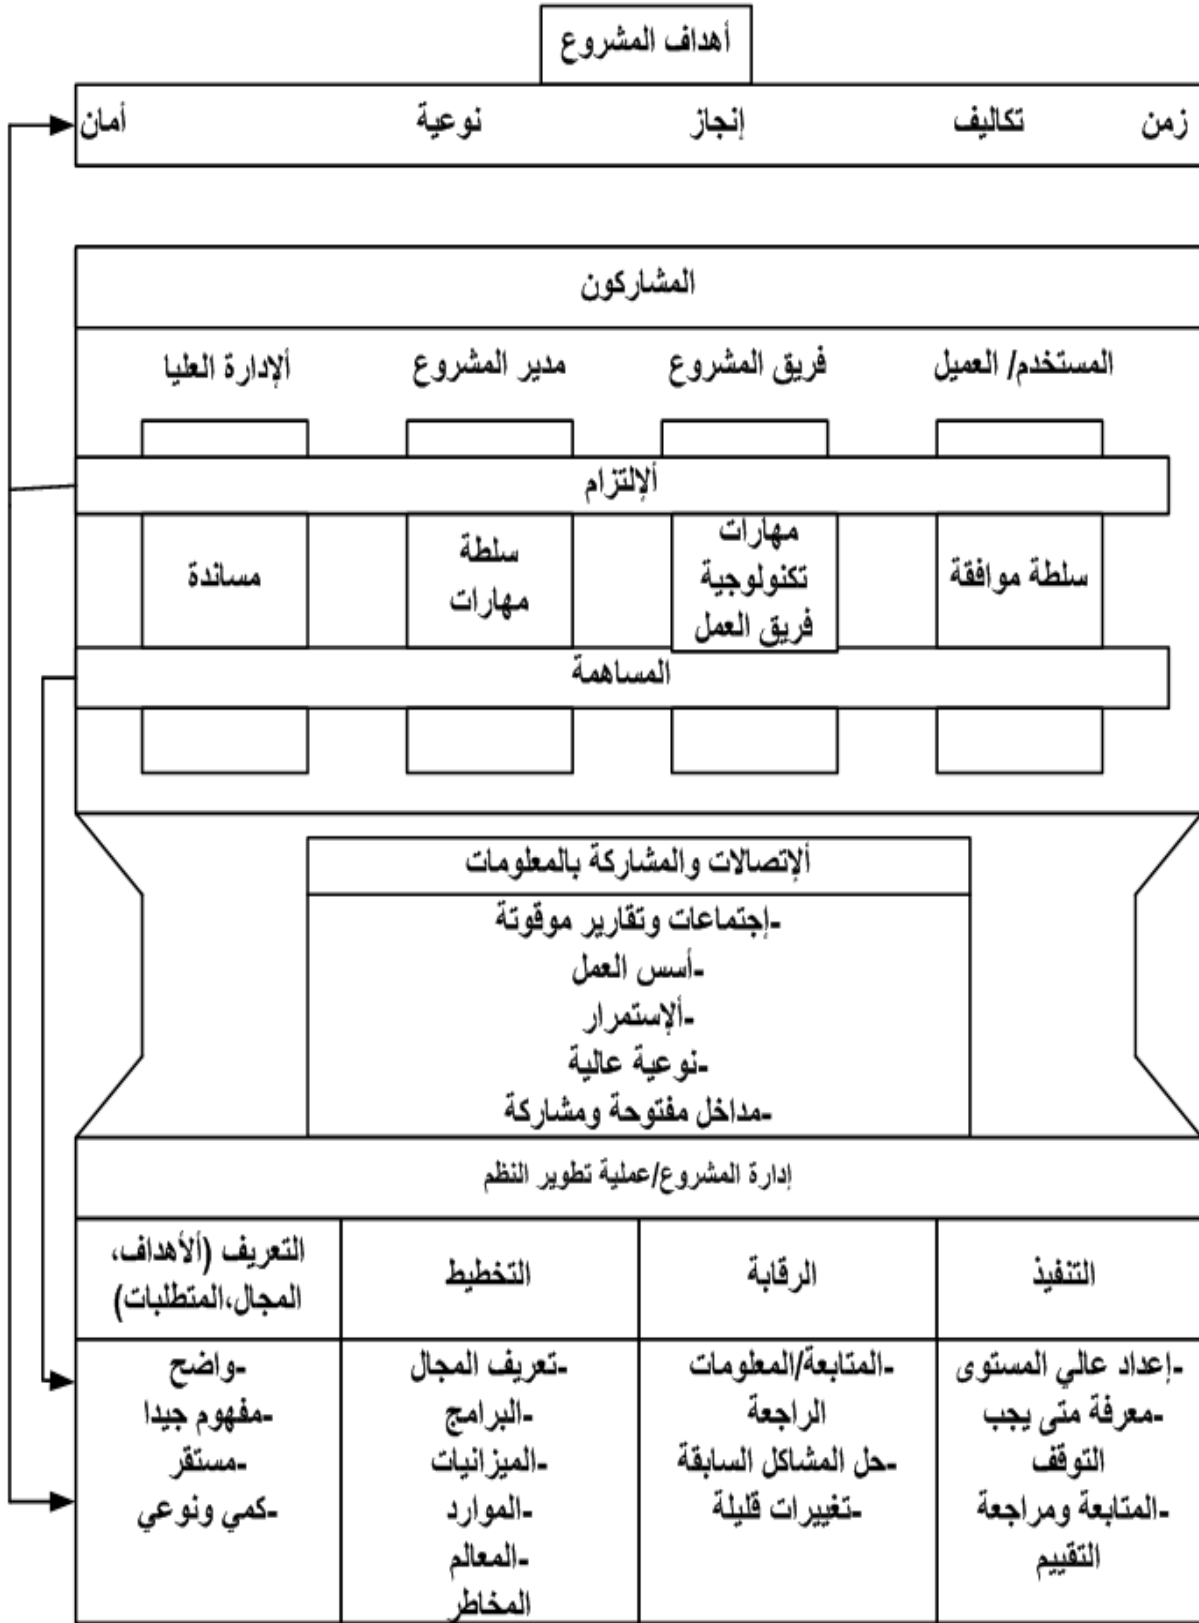 أهداف المشروع
زمن تكاليف إنجاز نوعية أمان
المشاركون
المستخدم/ العميل
فريق المشروع
مدير المشروع
ألإدارة العليا
ألإلتزام
سلطة موافقة
مهارات
تكنولوجية
فريق العمل
سلطة
مهارات
مساندة
المساهمة
ألإتصالات والمشاركة بالمعلومات
-إجتماعات وتقارير موقوتة
-أسس العمل
-ألإستمرار
-نوعية عالية
-مداخل مفتوحة ومشاركة
إدارة المشروع/عملية تطوير النظم
التنفيذ
الرقابة
التخطيط
التعريف (ألأهداف،
المجال،المتطلبات)
-إعداد عالي المستوى
-معرفة متى يجب
التوقف
-المتابعة ومراجعة
التقييم
-المتابعة/المعلومات
الراجعة
-حل المشاكل السابقة
-تغييرات قليلة
-تعريف المجال
-البرامج
-الميزانيات
-الموارد
-المعالم
المخاطر
-واضح
-مفهوم جيدا
-مستقر
-كمي ونوعي